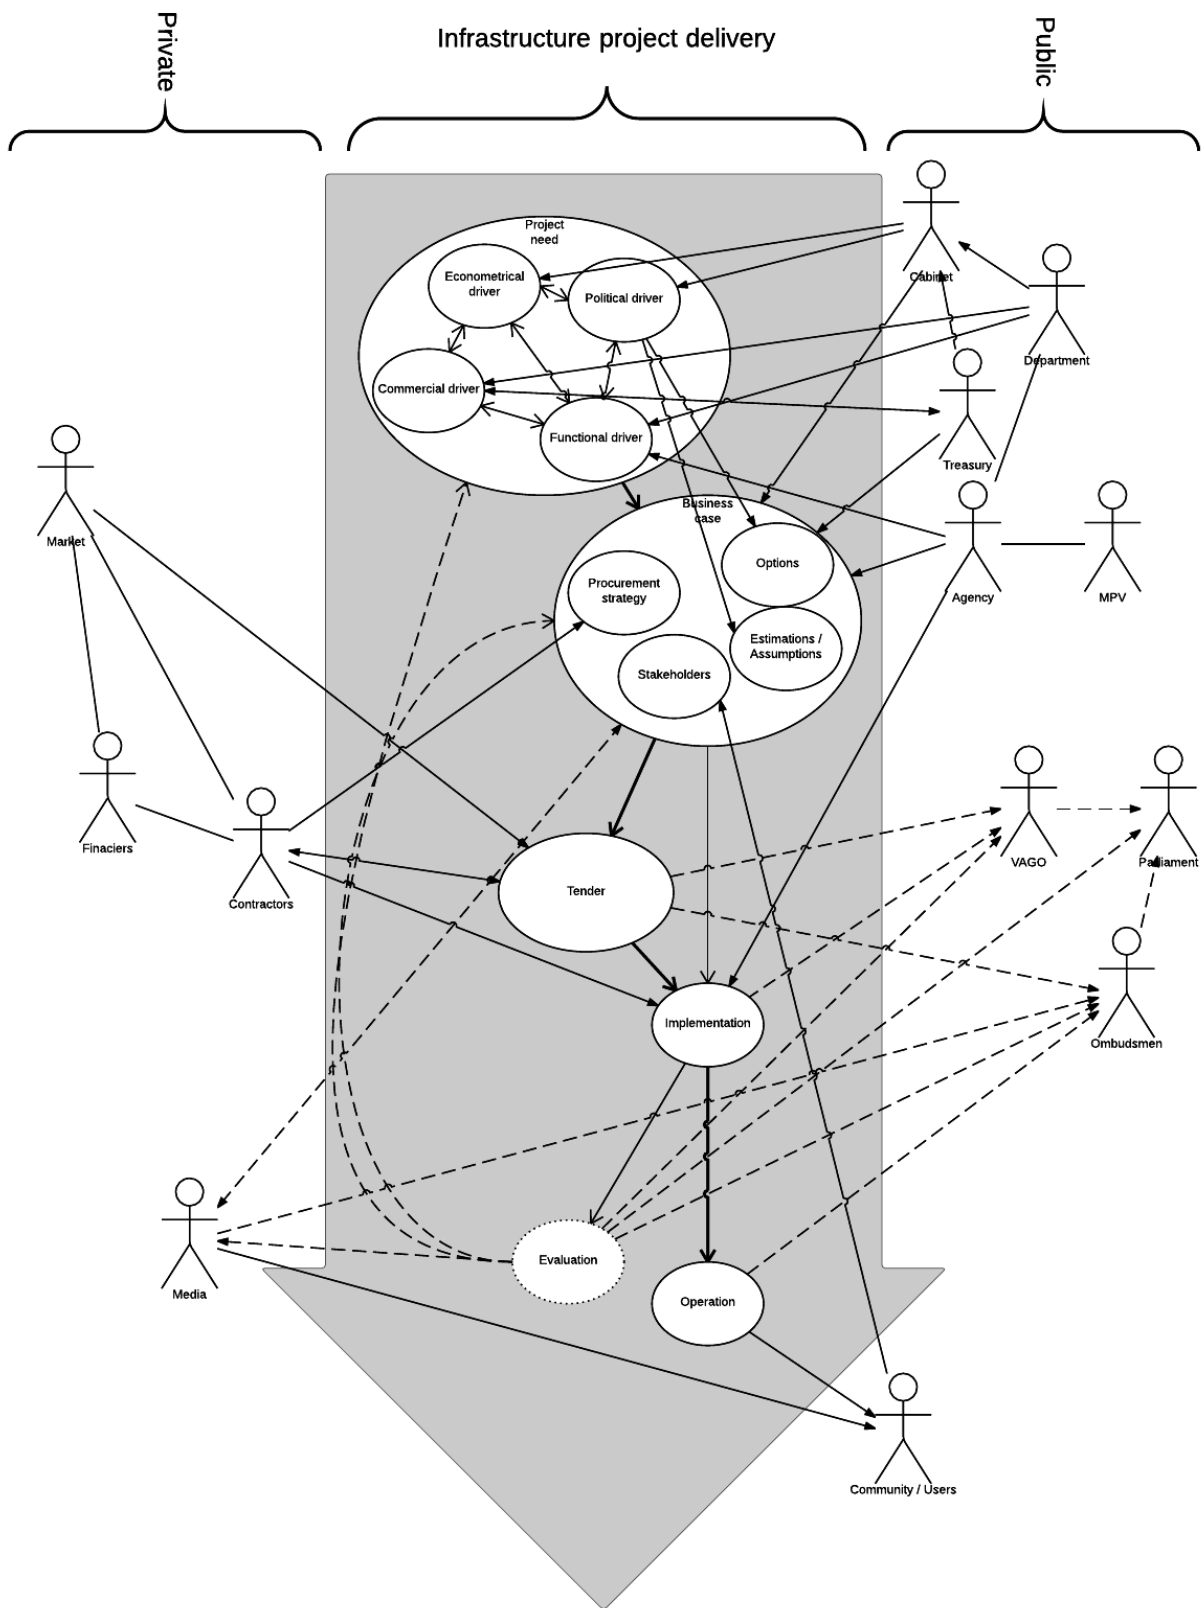 Private
Infrastructure project delivery
Public
Project
need
Econometrical
driver
Political driver
Commercial driver
Functional driver
Cabinet
Department
Treasury
Market
Business
case
Options
Procurement
strategy
Estimations /
Assumptions
Stakeholders
Agency
MPV
Finaciers
Contractors
Tender
VAGO
Parliament
Implementation
Ombudsmen
Evaluation
Media
Operation
Community / Users